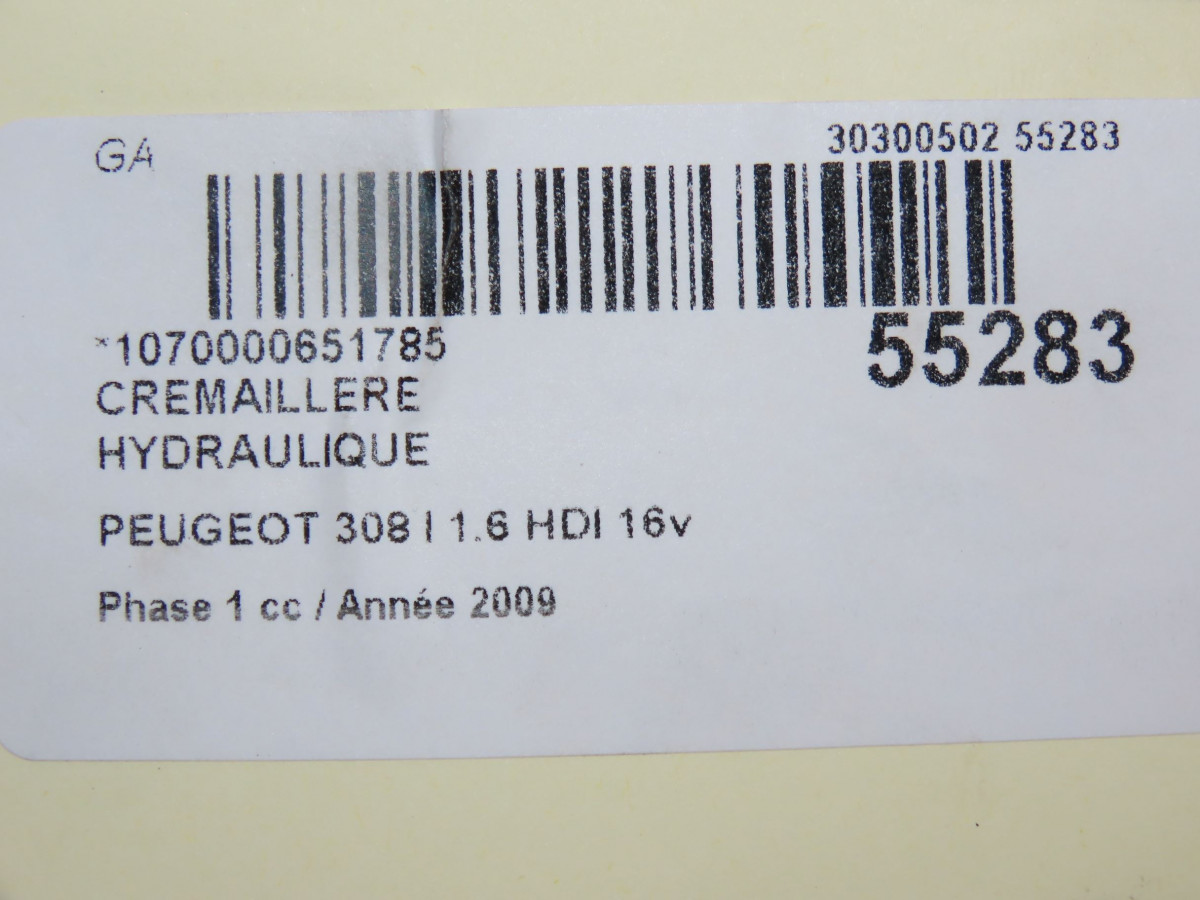 GA
30300502 55283
*1070000651785
55283
CREMAILLERE
HYDRAULIQUE
PEUGEOT 308 I 1.6 HDI 16v
Phase 1 cc / Année 2009